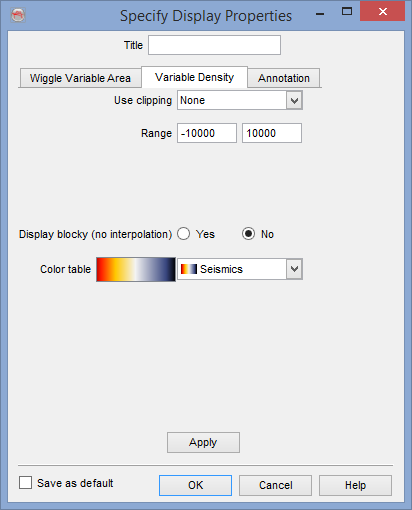 Specify Display Properties
Title
Wiggle Variable Area Variable Density Annotation
Use clipping None
Range -10000 10000
Display blocky (no interpolation) Yes No
Color table Seismics
Apply
Save as default OK Cancel Help